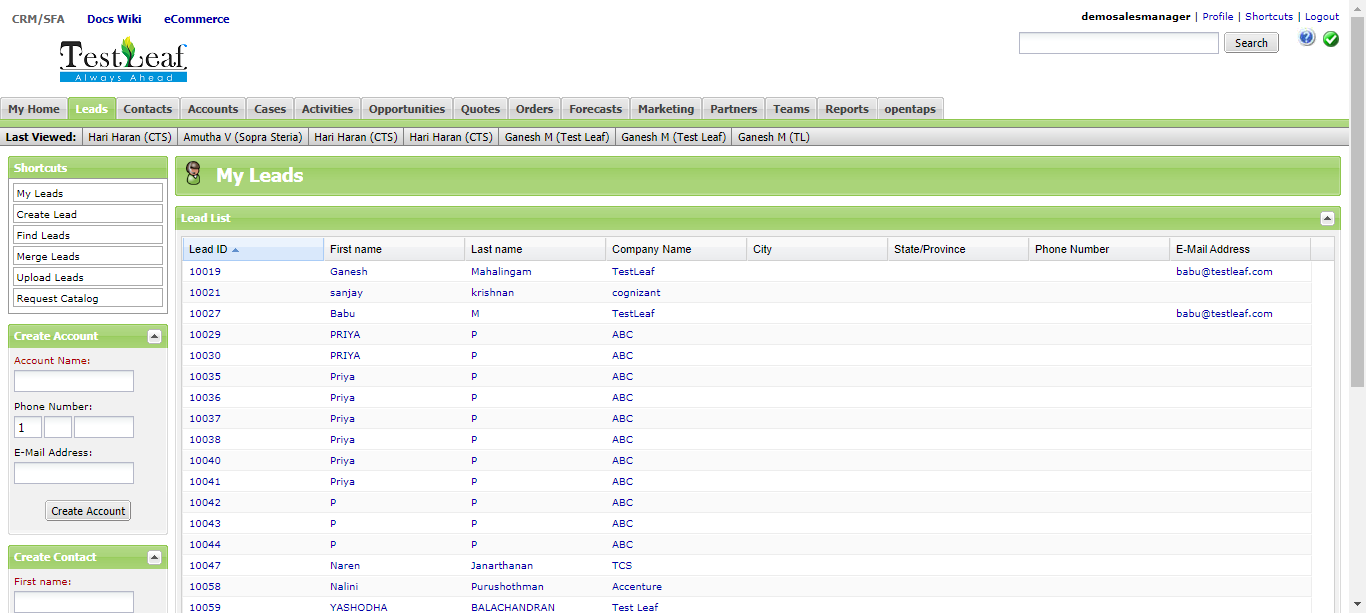 CRM/SFA Docs Wiki eCommerce
demosalesmanager | Profile | Shortcuts | Logout
TestLeaf
Always Ahead
Search
My Home Leads Contacts Accounts Cases Activities Opportunities Quotes Orders Forecasts Marketing Partners Teams Reports opentaps
Last Viewed: Hari Haran (CTS) Amutha V (Sopra Steria) Hari Haran (CTS) Hari Haran (CTS) Ganesh M (Test Leaf) Ganesh M (Test Leaf) Ganesh M (TL)
Shortcuts
My Leads
Create Lead
Find Leads
Merge Leads
Upload Leads
Request Catalog
Create Account
Account Name:
Phone Number:
1
E-Mail Address:
Create Account
Create Contact
First name:
My Leads
Lead List
Lead ID First name Last name Company Name City State/Province Phone Number E-Mail Address
10019 Ganesh Mahalingam TestLeaf babu@testleaf.com
10021 sanjay krishnan cognizant
10027 Babu M TestLeaf babu@testleaf.com
10029 PRIYA P ABC
10030 PRIYA P ABC
10035 Priya P ABC
10036 Priya P ABC
10037 Priya P ABC
10038 Priya P ABC
10040 Priya P ABC
10041 Priya P ABC
10042 P P ABC
10043 P P ABC
10044 P P ABC
10047 Naren Janarthanan TCS
10058 Nalini Purushothman Accenture
10059 YASHODHA BALACHANDRAN Test Leaf